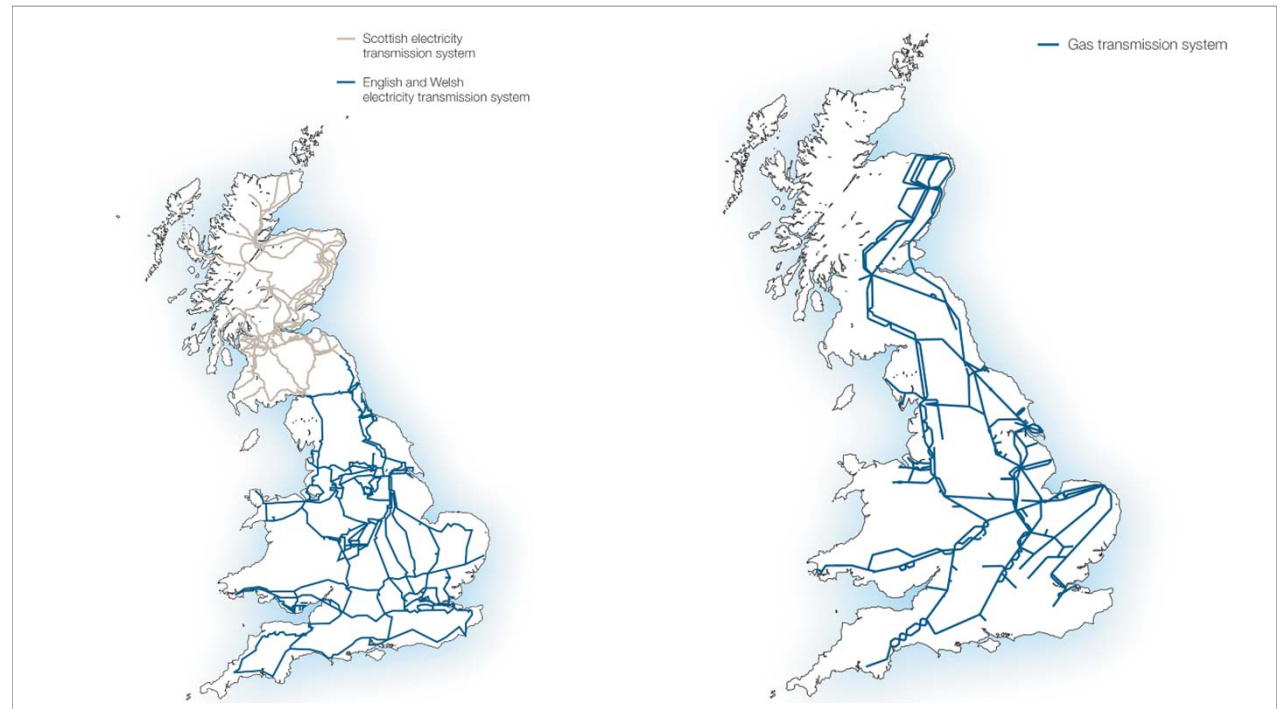 Scottish electricity
transmission system
English and Welsh
electricity transmission system
Gas transmission system